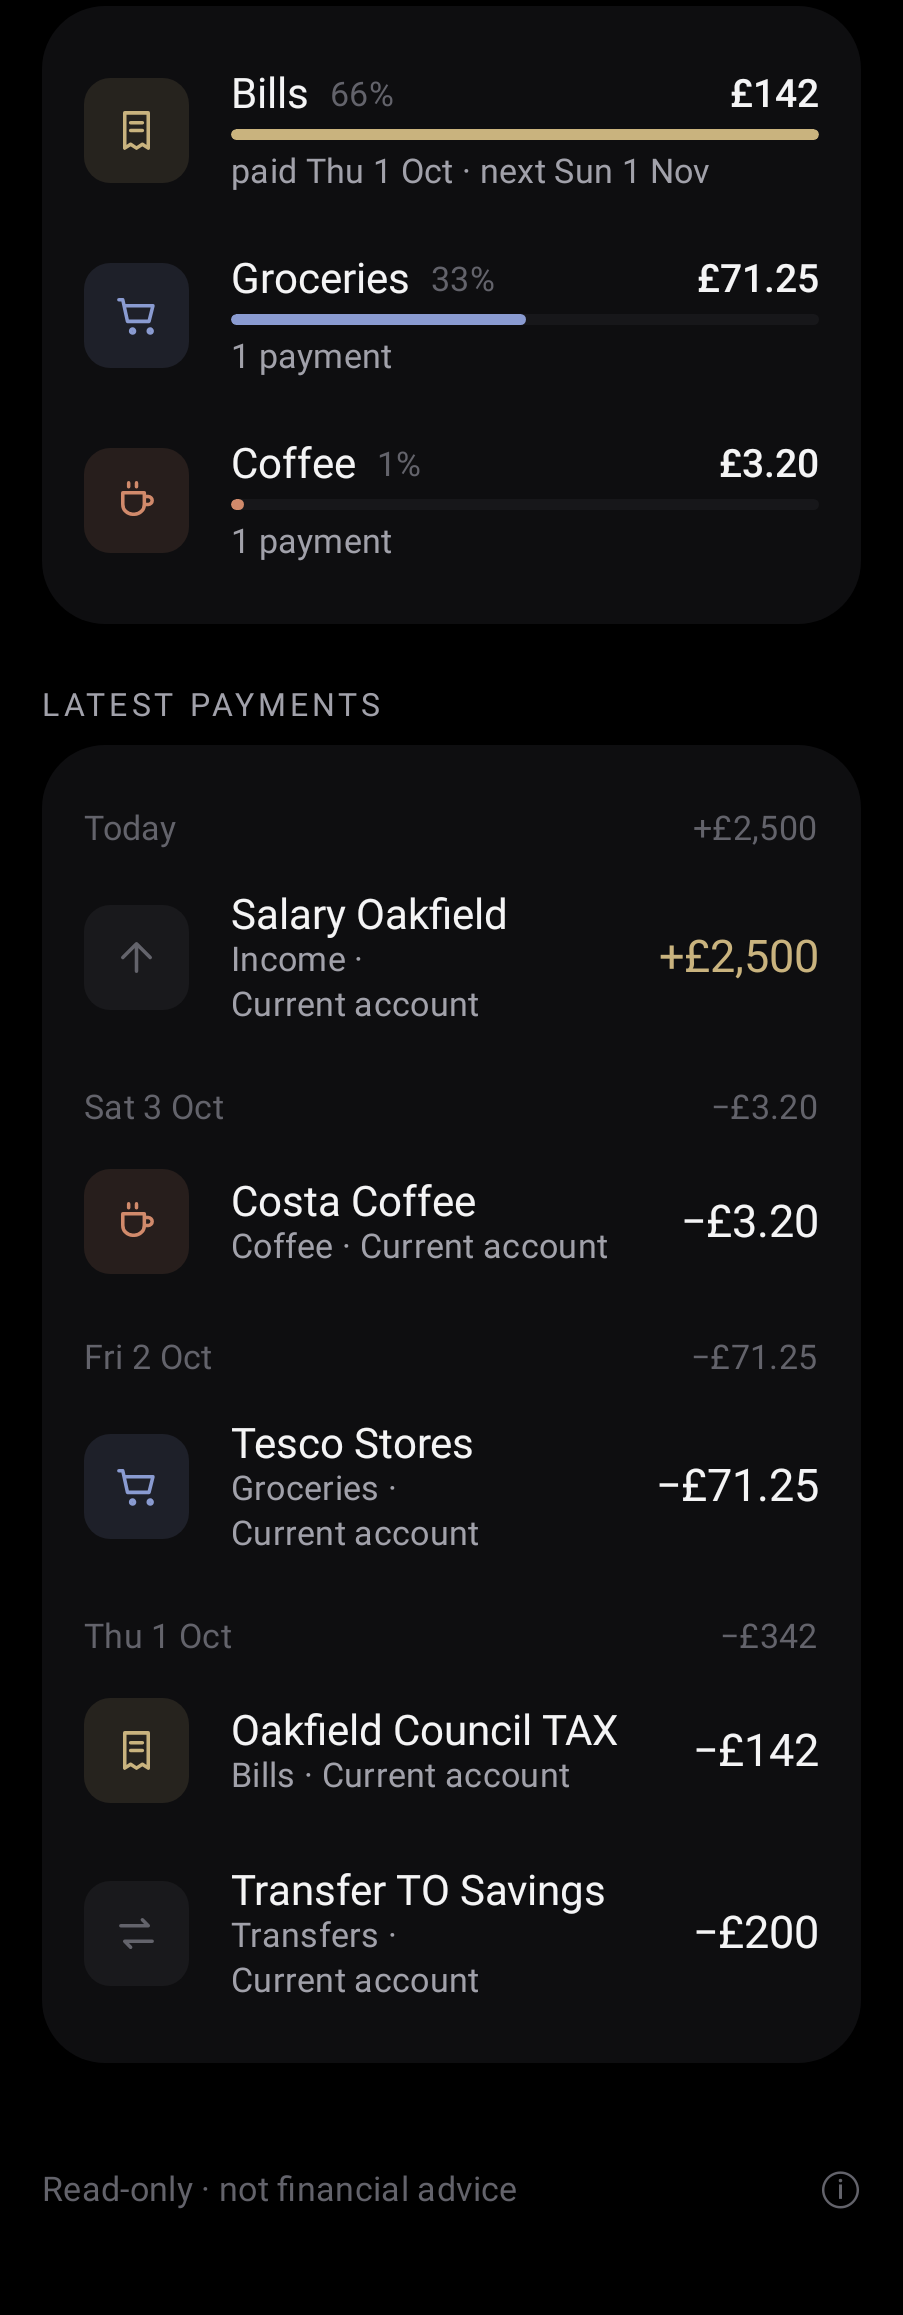 Bills 66% £142
paid Thu 1 Oct · next Sun 1 Nov
Groceries 33% £71.25
1 payment
Coffee 1% £3.20
1 payment
LATEST PAYMENTS
Today +£2,500
Salary Oakfield
Income ·
Current account
+£2,500
Sat 3 Oct −£3.20
Costa Coffee
Coffee · Current account
−£3.20
Fri 2 Oct −£71.25
Tesco Stores
Groceries ·
Current account
−£71.25
Thu 1 Oct −£342
Oakfield Council TAX
Bills · Current account
−£142
Transfer TO Savings
Transfers ·
Current account
−£200
Read-only · not financial advice